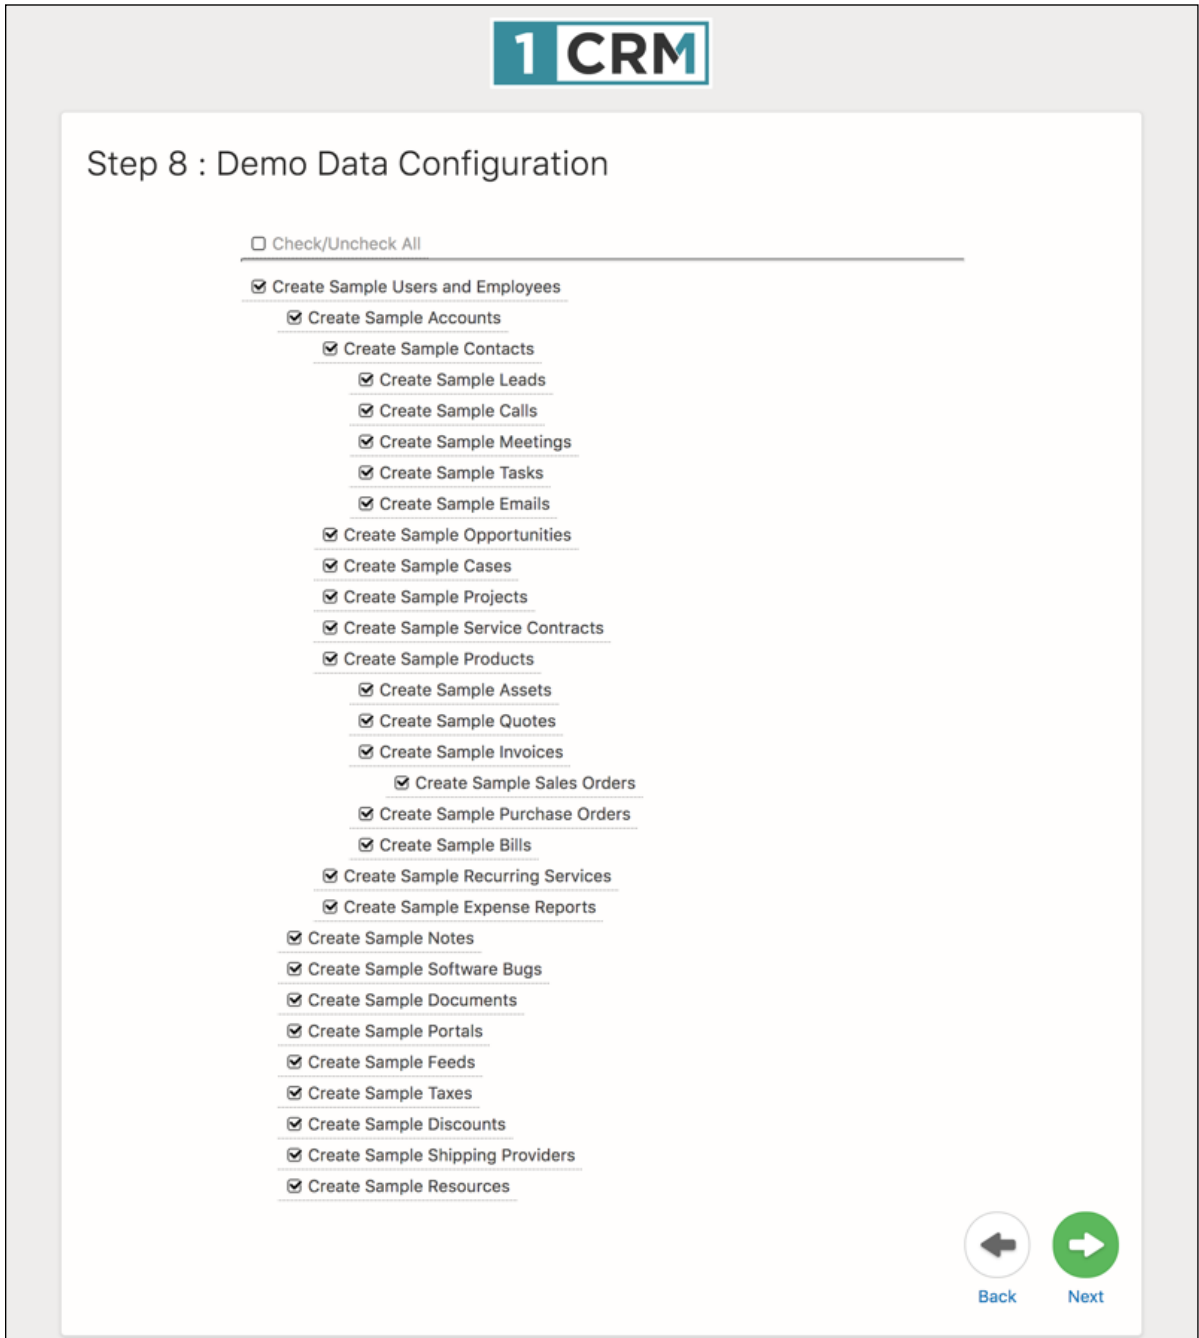 1 CRM
Step 8 : Demo Data Configuration
Check/Uncheck All
Create Sample Users and Employees
Create Sample Accounts
Create Sample Contacts
Create Sample Leads
Create Sample Calls
Create Sample Meetings
Create Sample Tasks
Create Sample Emails
Create Sample Opportunities
Create Sample Cases
Create Sample Projects
Create Sample Service Contracts
Create Sample Products
Create Sample Assets
Create Sample Quotes
Create Sample Invoices
Create Sample Sales Orders
Create Sample Purchase Orders
Create Sample Bills
Create Sample Recurring Services
Create Sample Expense Reports
Create Sample Notes
Create Sample Software Bugs
Create Sample Documents
Create Sample Portals
Create Sample Feeds
Create Sample Taxes
Create Sample Discounts
Create Sample Shipping Providers
Create Sample Resources
Back Next